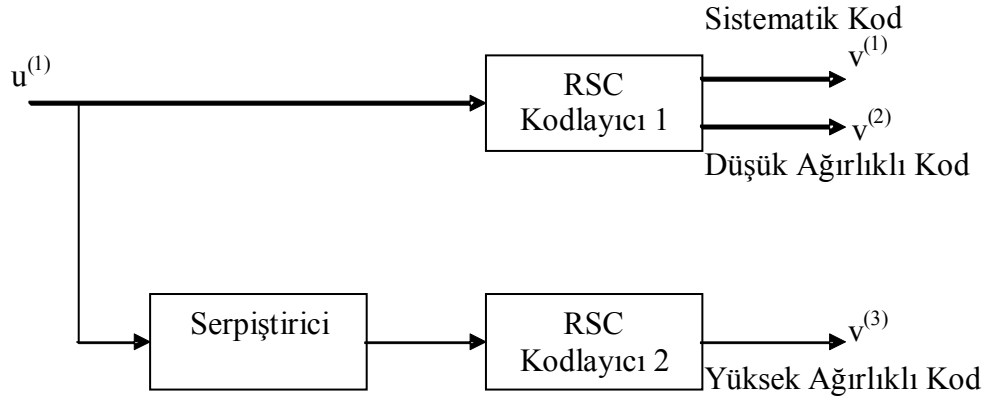 Sistematik Kod
u⁽¹⁾
RSC
Kodlayıcı 1
v⁽¹⁾
v⁽²⁾
Düşük Ağırlıklı Kod
Serpiştirici
RSC
Kodlayıcı 2
v⁽³⁾
Yüksek Ağırlıklı Kod